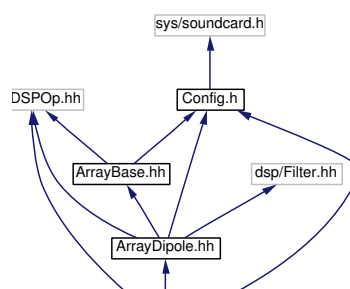 sys/soundcard.h
DSPOp.hh
Config.h
ArrayBase.hh
dsp/Filter.hh
ArrayDipole.hh